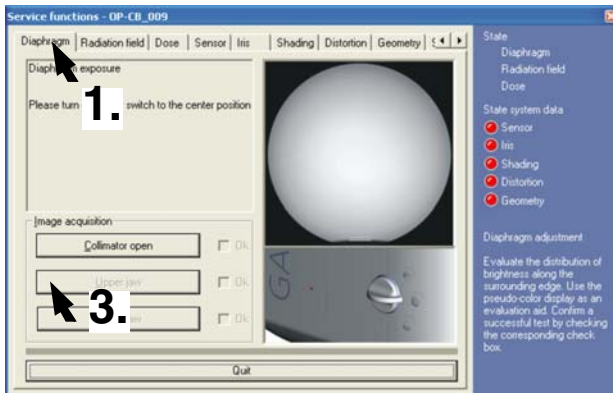 Service functions - OP-CB_009
Diaphragm
Radiation field
Dose
Sensor
Iris
Shading
Distortion
Geometry
Diaphragm exposure
Please turn switch to the center position
1.
Image acquisition
Collimator open
Ok
Upper jaw
Ok
3.
Ok
Quit
GA
State
Diaphragm
Radiation field
Dose
State system data
Sensor
Iris
Shading
Distortion
Geometry
Diaphragm adjustment
Evaluate the distribution of
brightness along the
surrounding edge. Use the
pseudo-color display as an
evaluation aid. Confirm a
successful test by checking
the corresponding check
box.